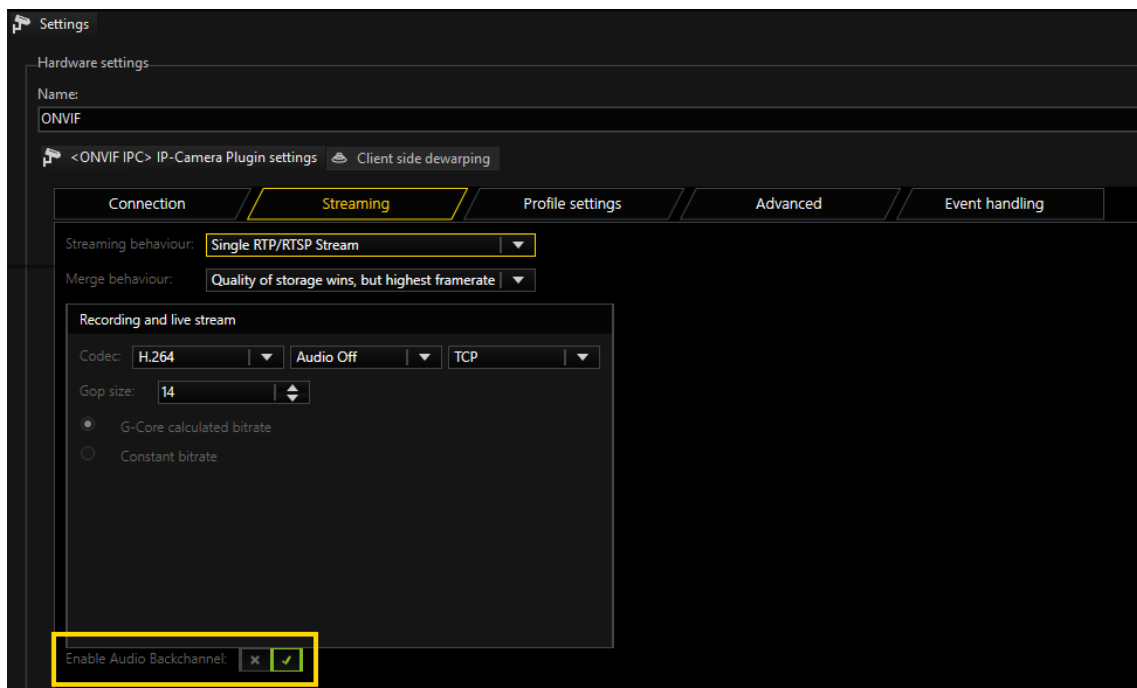 Settings
Hardware settings
Name:
ONVIF
<ONVIF IPC> IP-Camera Plugin settings Client side dewarping
Connection Streaming Profile settings Advanced Event handling
Streaming behaviour: Single RTP/RTSP Stream
Merge behaviour: Quality of storage wins, but highest framerate
Recording and live stream
Codec: H.264 Audio Off TCP
Gop size: 14
G-Core calculated bitrate
Constant bitrate
Enable Audio Backchannel: